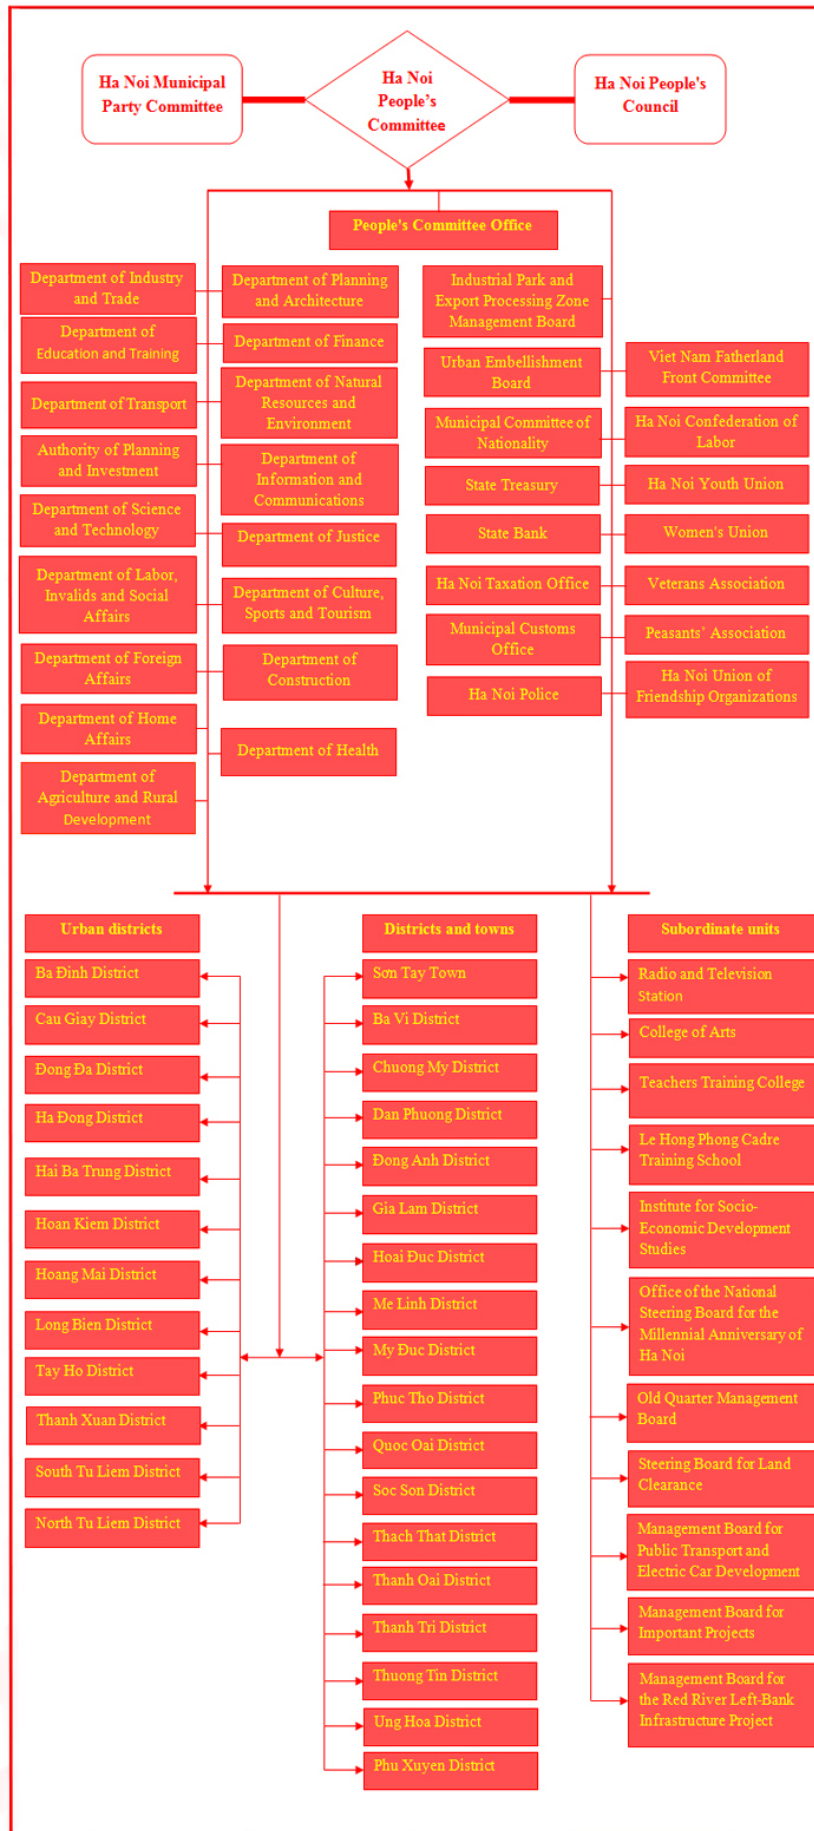 Ha Noi Municipal
Party Committee
Ha Noi
People's
Committee
Ha Noi People's
Council
People's Committee Office
Department of Industry
and Trade
Department of Planning
and Architecture
Department of
Education and Training
Department of Finance
Department of Transport
Department of Natural
Resources and
Environment
Authority of Planning
and Investment
Department of
Information and
Communications
Department of Science
and Technology
Department of Justice
Department of Labor,
Invalids and Social
Affairs
Department of Culture,
Sports and Tourism
Department of Foreign
Affairs
Department of
Construction
Department of Home
Affairs
Department of Health
Department of
Agriculture and Rural
Development
Industrial Park and
Export Processing Zone
Management Board
Urban Embellishment
Board
Viet Nam Fatherland
Front Committee
Municipal Committee of
Nationality
Ha Noi Confederation of
Labor
State Treasury
Ha Noi Youth Union
State Bank
Women's Union
Ha Noi Taxation Office
Veterans Association
Municipal Customs
Office
Peasants' Association
Ha Noi Police
Ha Noi Union of
Friendship Organizations
Urban districts
Ba Đinh District
Cau Giay District
Đong Đa District
Ha Đong District
Hai Ba Trung District
Hoan Kiem District
Hoang Mai District
Long Bien District
Tay Ho District
Thanh Xuan District
South Tu Liem District
North Tu Liem District
Districts and towns
Sơn Tay Town
Ba Vi District
Chuong My District
Dan Phuong District
Đong Anh District
Gia Lam District
Hoai Đuc District
Me Linh District
My Đuc District
Phuc Tho District
Quoc Oai District
Soc Son District
Thach That District
Thanh Oai District
Thanh Tri District
Thuong Tin District
Ung Hoa District
Phu Xuyen District
Subordinate units
Radio and Television
Station
College of Arts
Teachers Training College
Le Hong Phong Cadre
Training School
Institute for Socio-
Economic Development
Studies
Office of the National
Steering Board for the
Millennial Anniversary of
Ha Noi
Old Quarter Management
Board
Steering Board for Land
Clearance
Management Board for
Public Transport and
Electric Car Development
Management Board for
Important Projects
Management Board for
the Red River Left-Bank
Infrastructure Project